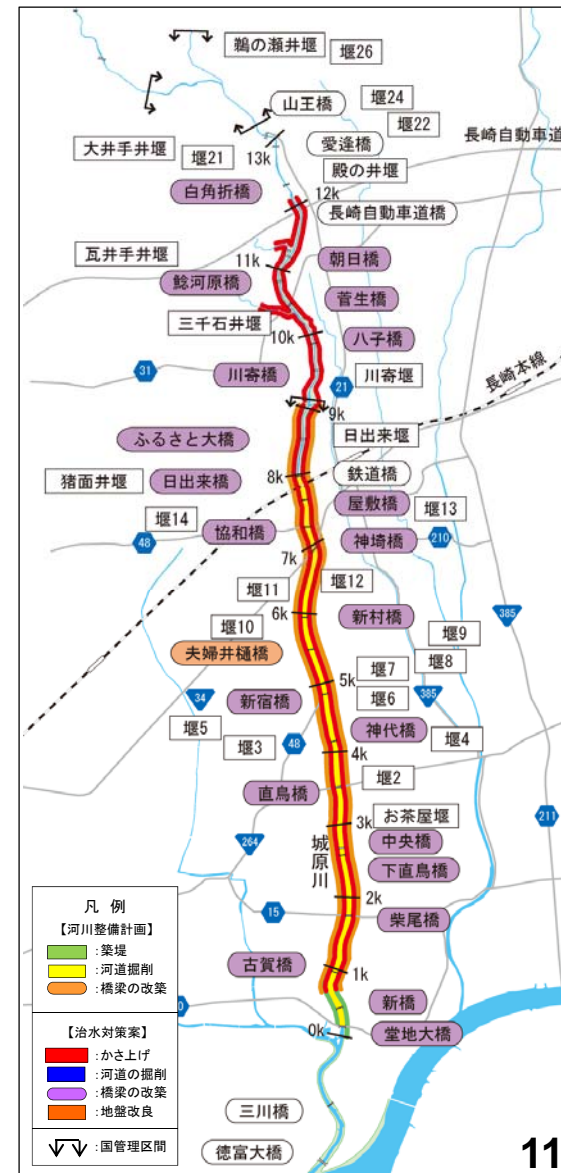 鵜の瀬井堰
堰26
山王橋
堰24
堰22
大井手井堰
堰21
13k
愛逢橋
長崎自動車道
殿の井堰
白角折橋
12k
長崎自動車道橋
瓦井手井堰
11k
朝日橋
鯰河原橋
菅生橋
三千石井堰
10k
八子橋
31
川寄橋
21
川寄堰
長崎本線
9k
ふるさと大橋
日出来堰
猪面井堰
日出来橋
8k
鉄道橋
屋敷橋
堰13
堰14
48
協和橋
7k
神埼橋
210
堰11
堰12
385
堰10
6k
新村橋
堰9
夫婦井樋橋
堰7
堰8
34
新宿橋
5k
堰6
385
堰5
堰3
48
神代橋
堰4
4k
堰2
直鳥橋
お茶屋堰
211
3k
城原川
中央橋
264
下直鳥橋
2k
15
柴尾橋
古賀橋
1k
新橋
0k
堂地大橋
三川橋
徳富大橋
凡 例
【河川整備計画】
:築堤
:河道掘削
:橋梁の改築
【治水対策案】
:かさ上げ
:河道の掘削
:橋梁の改築
:地盤改良
:国管理区間
11